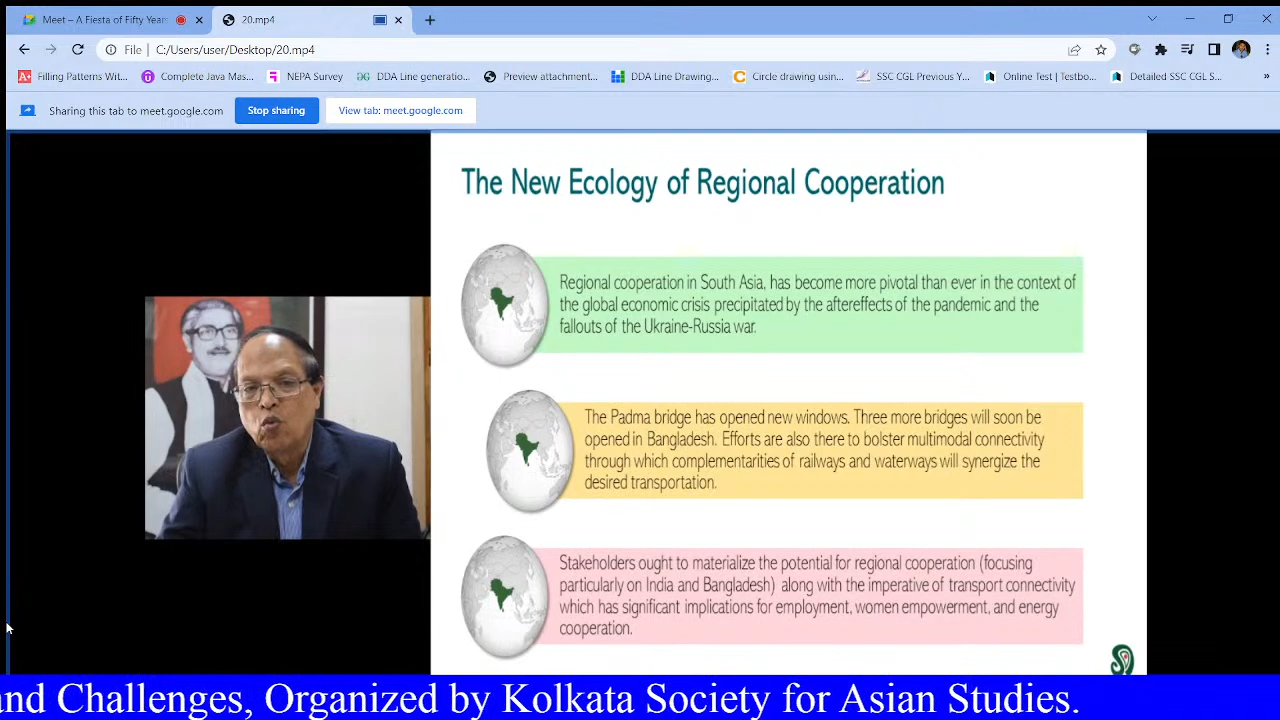 Meet – A Fiesta of Fifty Years
20.mp4
File
C:/Users/user/Desktop/20.mp4
Filling Patterns Wit...
Complete Java Mas...
NEPA Survey
DDA Line generatio...
Preview attachment...
DDA Line Drawing...
Circle drawing usin...
SSC CGL Previous Y...
Online Test | Testbo...
Detailed SSC CGL S...
Sharing this tab to meet.google.com
Stop sharing
View tab: meet.google.com
The New Ecology of Regional Cooperation
Regional cooperation in South Asia, has become more pivotal than ever in the context of
the global economic crisis precipitated by the aftereffects of the pandemic and the
fallouts of the Ukraine-Russia war.
The Padma bridge has opened new windows. Three more bridges will soon be
opened in Bangladesh. Efforts are also there to bolster multimodal connectivity
through which complementarities of railways and waterways will synergize the
desired transportation.
Stakeholders ought to materialize the potential for regional cooperation (focusing
particularly on India and Bangladesh) along with the imperative of transport connectivity
which has significant implications for employment, women empowerment, and energy
cooperation.
and Challenges, Organized by Kolkata Society for Asian Studies.